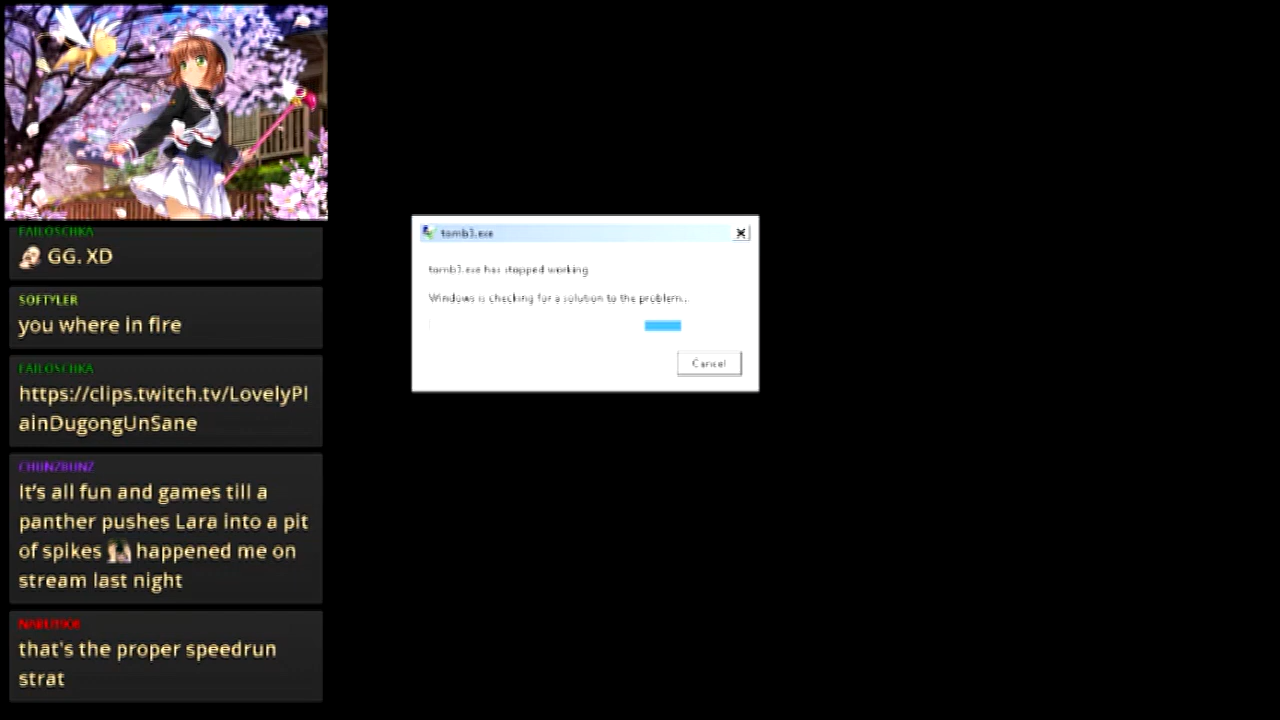 FAILOSCHKA
GG. XD
SOFTYLER
you where in fire
FAILOSCHKA
https://clips.twitch.tv/LovelyPl
ainDugongUnSane
CHUNZBUNZ
It's all fun and games till a
panther pushes Lara into a pit
of spikes happened me on
stream last night
that's the proper speedrun
strat
tomb3.exe
tomb3.exe has stopped working
Windows is checking for a solution to the problem...
Cancel